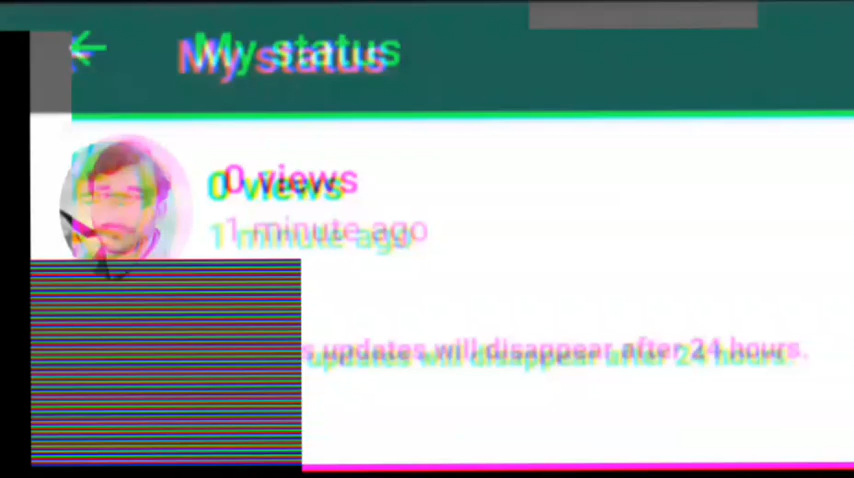 My status
0 views
1 minute ago
updates will disappear after 24 hours.